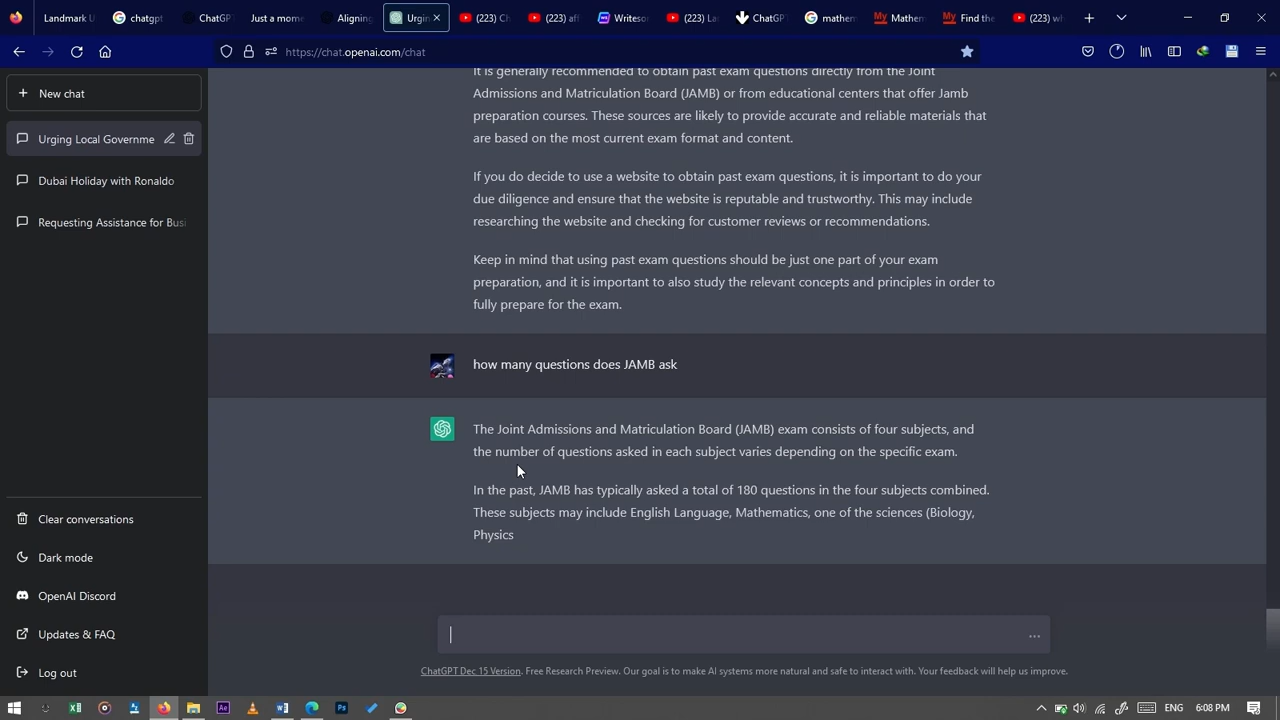 Landmark U
chatgpt
ChatGPT
Just a mome
Aligning
Urgin
(223) Ch
(223) aff
Writeson
(223) Lar
ChatGPT
mathem
Mathem
Find the
(223) wh
https://chat.openai.com/chat
New chat
Urging Local Governme
Dubai Holiday with Ronaldo
Requesting Assistance for Busi
It is generally recommended to obtain past exam questions directly from the Joint
Admissions and Matriculation Board (JAMB) or from educational centers that offer Jamb
preparation courses. These sources are likely to provide accurate and reliable materials that
are based on the most current exam format and content.
If you do decide to use a website to obtain past exam questions, it is important to do your
due diligence and ensure that the website is reputable and trustworthy. This may include
researching the website and checking for customer reviews or recommendations.
Keep in mind that using past exam questions should be just one part of your exam
preparation, and it is important to also study the relevant concepts and principles in order to
fully prepare for the exam.
how many questions does JAMB ask
The Joint Admissions and Matriculation Board (JAMB) exam consists of four subjects, and
the number of questions asked in each subject varies depending on the specific exam.
In the past, JAMB has typically asked a total of 180 questions in the four subjects combined.
These subjects may include English Language, Mathematics, one of the sciences (Biology,
Physics
Clear conversations
Dark mode
OpenAI Discord
Updates & FAQ
Log out
ChatGPT Dec 15 Version. Free Research Preview. Our goal is to make AI systems more natural and safe to interact with. Your feedback will help us improve.
6:08 PM